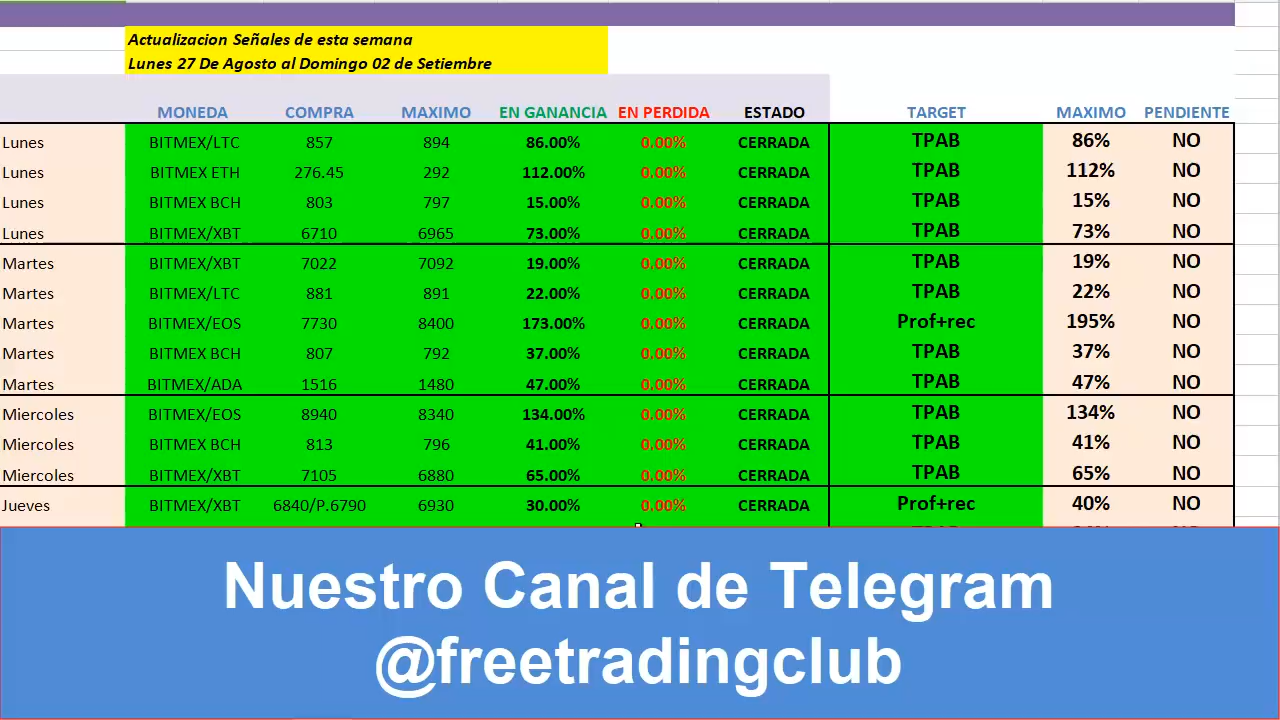 Actualizacion Señales de esta semana
Lunes 27 De Agosto al Domingo 02 de Setiembre
MONEDA COMPRA MAXIMO EN GANANCIA EN PERDIDA ESTADO TARGET MAXIMO PENDIENTE
Lunes BITMEX/LTC 857 894 86.00% 0.00% CERRADA TPAB 86% NO
Lunes BITMEX ETH 276.45 292 112.00% 0.00% CERRADA TPAB 112% NO
Lunes BITMEX BCH 803 797 15.00% 0.00% CERRADA TPAB 15% NO
Lunes BITMEX/XBT 6710 6965 73.00% 0.00% CERRADA TPAB 73% NO
Martes BITMEX/XBT 7022 7092 19.00% 0.00% CERRADA TPAB 19% NO
Martes BITMEX/LTC 881 891 22.00% 0.00% CERRADA TPAB 22% NO
Martes BITMEX/EOS 7730 8400 173.00% 0.00% CERRADA Prof+rec 195% NO
Martes BITMEX BCH 807 792 37.00% 0.00% CERRADA TPAB 37% NO
Martes BITMEX/ADA 1516 1480 47.00% 0.00% CERRADA TPAB 47% NO
Miercoles BITMEX/EOS 8940 8340 134.00% 0.00% CERRADA TPAB 134% NO
Miercoles BITMEX BCH 813 796 41.00% 0.00% CERRADA TPAB 41% NO
Miercoles BITMEX/XBT 7105 6880 65.00% 0.00% CERRADA TPAB 65% NO
Jueves BITMEX/XBT 6840/P.6790 6930 30.00% 0.00% CERRADA Prof+rec 40% NO
Nuestro Canal de Telegram
@freetradingclub